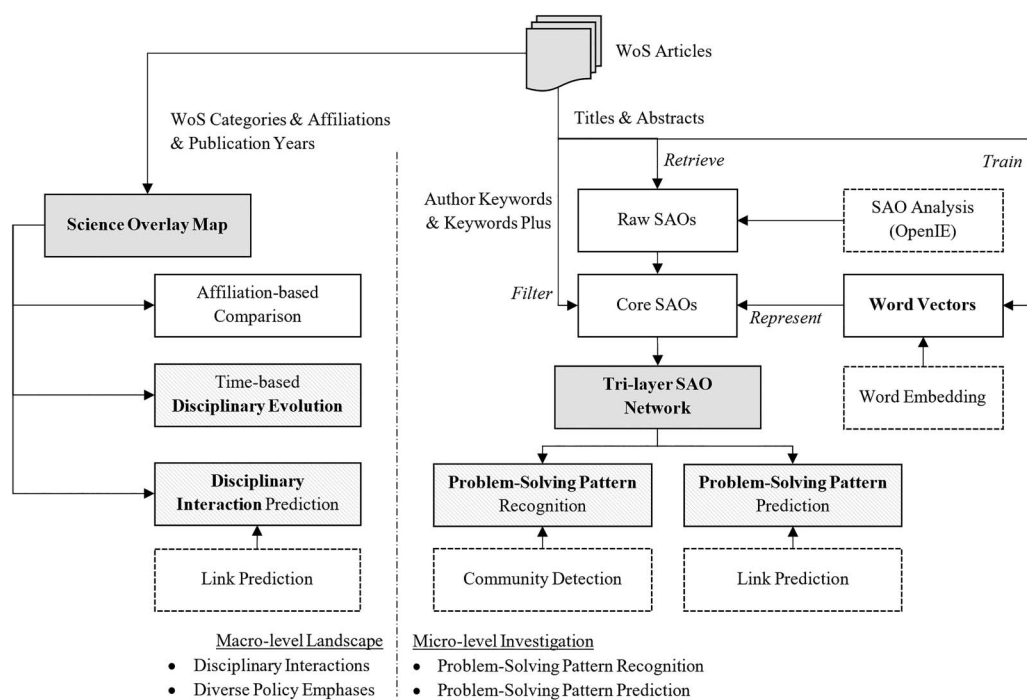 WoS Articles
WoS Categories & Affiliations
& Publication Years
Titles & Abstracts
Retrieve
Train
Science Overlay Map
Author Keywords
& Keywords Plus
Raw SAOs
SAO Analysis
(OpenIE)
Affiliation-based
Comparison
Filter
Core SAOs
Represent
Word Vectors
Time-based
Disciplinary Evolution
Tri-layer SAO
Network
Word Embedding
Disciplinary
Interaction Prediction
Problem-Solving Pattern
Recognition
Problem-Solving Pattern
Prediction
Link Prediction
Community Detection
Link Prediction
Macro-level Landscape
• Disciplinary Interactions
• Diverse Policy Emphases
Micro-level Investigation
• Problem-Solving Pattern Recognition
• Problem-Solving Pattern Prediction